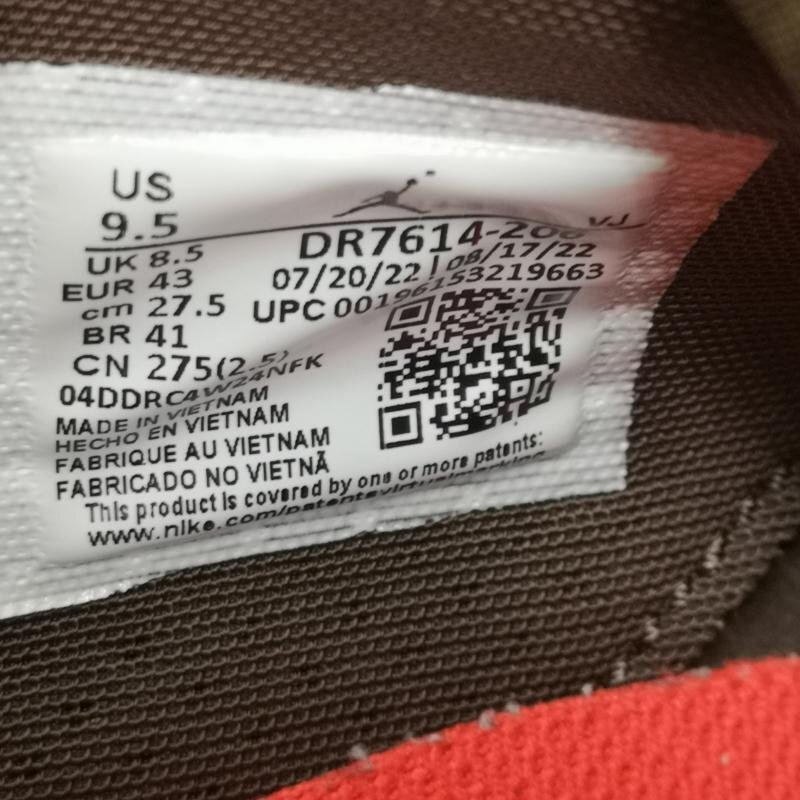 US
9.5
UK 8.5
EUR 43
cm 27.5
BR 41
CN 275(2.5)
VJ
07/20/22 | 08/17/22
UPC 00196153219663
04DDRC4W24NFK
MADE IN VIETNAM
HECHO EN VIETNAM
FABRIQUE AU VIETNAM
FABRICADO NO VIETNÃ
This product is covered by one or more patents: